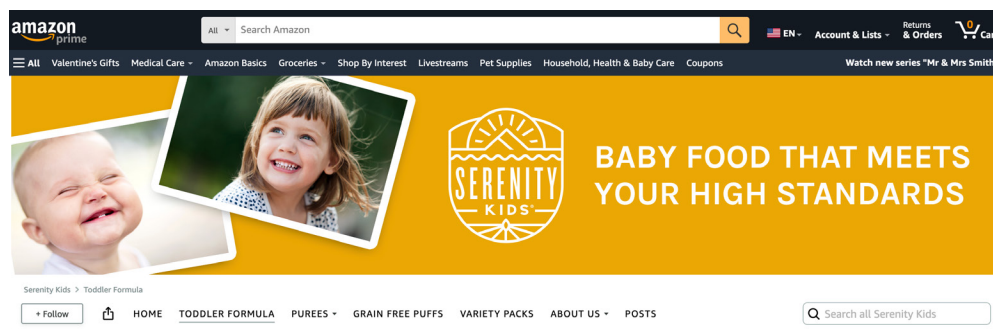 amazon
prime
All
Search Amazon
EN
Account & Lists
Returns
& Orders
0
All Valentine's Gifts Medical Care Amazon Basics Groceries Shop By Interest Livestreams Pet Supplies Household, Health & Baby Care Coupons
Watch new series "Mr & Mrs Smith
SERENITY
KIDS
BABY FOOD THAT MEETS
YOUR HIGH STANDARDS
Serenity Kids > Toddler Formula
+ Follow
HOME TODDLER FORMULA PUREES GRAIN FREE PUFFS VARIETY PACKS ABOUT US POSTS
Search all Serenity Kids